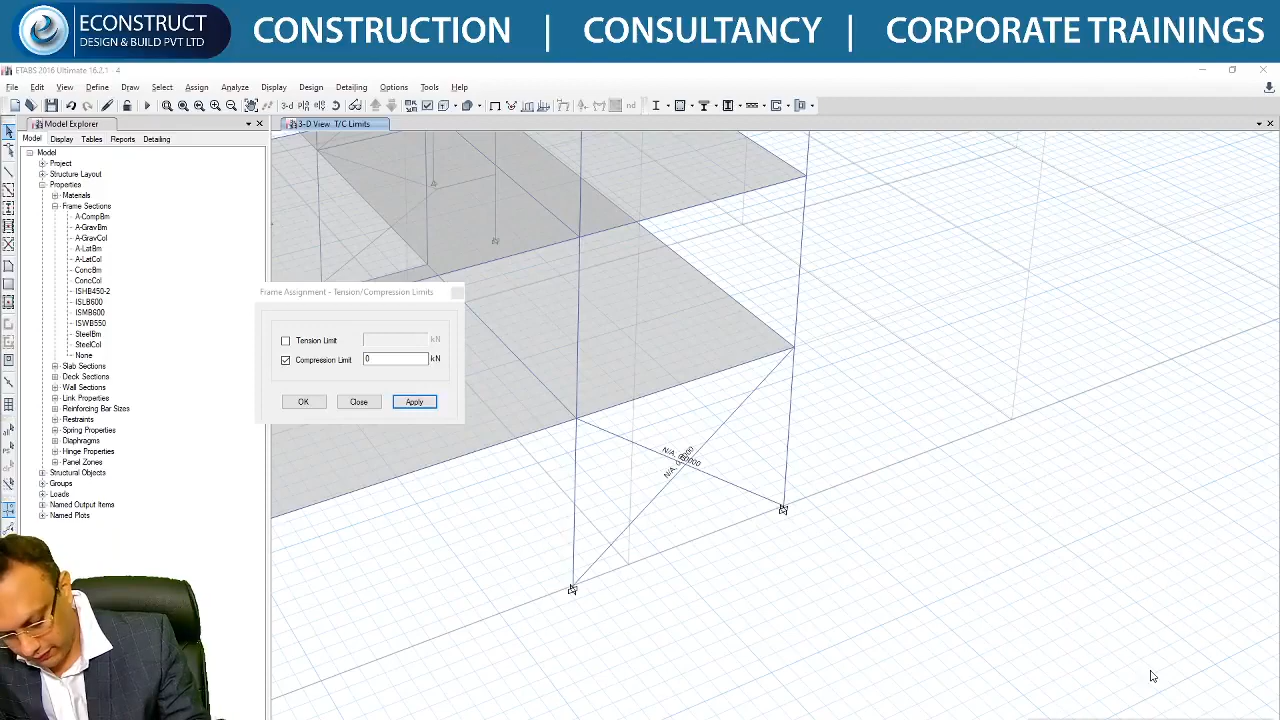 ECONSTRUCT
DESIGN & BUILD PVT LTD
CONSTRUCTION | CONSULTANCY | CORPORATE TRAININGS
ETABS 2016 Ultimate 16.2.1 - 4
File Edit View Define Draw Select Assign Analyze Display Design Detailing Options Tools Help
3-d
nd
Model Explorer
3-D View T/C Limits
Model Display Tables Reports Detailing
Model
Project
Structure Layout
Properties
Materials
Frame Sections
A-CompBm
A-GravBm
A-GravCol
A-LatBm
A-LatCol
ConcBm
ConcCol
ISHB450-2
ISLB600
ISMB600
ISWB550
SteelBm
SteelCol
None
Slab Sections
Deck Sections
Wall Sections
Link Properties
Reinforcing Bar Sizes
Restraints
Spring Properties
Diaphragms
Hinge Properties
Panel Zones
Structural Objects
Groups
Loads
Named Output Items
Named Plots
Frame Assignment - Tension/Compression Limits
Tension Limit kN
Compression Limit 0 kN
OK Close Apply